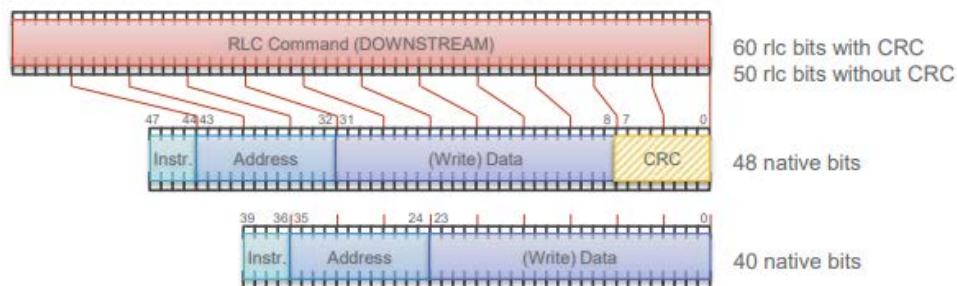 RLC Command (DOWNSTREAM)
60 rlc bits with CRC
50 rlc bits without CRC
47 44 43 32 31 8 7 0
Instr. Address (Write) Data CRC
48 native bits
39 36 35 24 23 0
Instr. Address (Write) Data
40 native bits